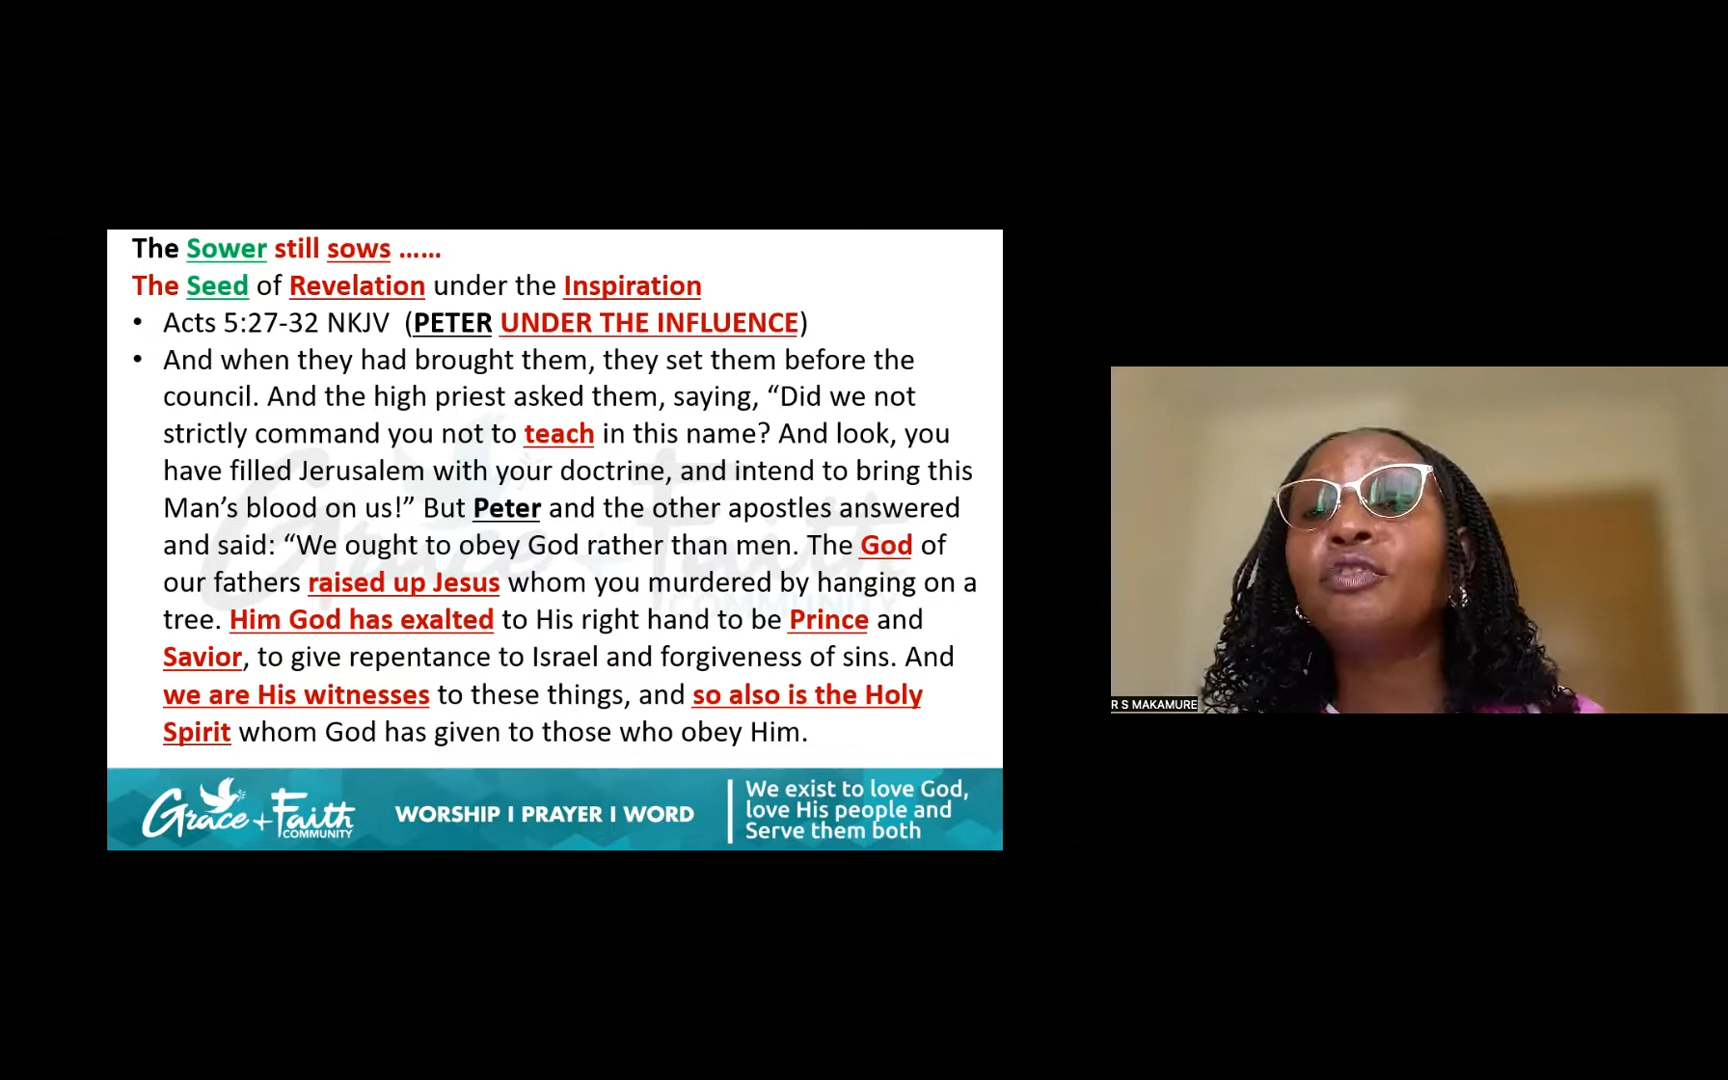 The Sower still sows ......
The Seed of Revelation under the Inspiration
• Acts 5:27-32 NKJV (PETER UNDER THE INFLUENCE)
• And when they had brought them, they set them before the
council. And the high priest asked them, saying, “Did we not
strictly command you not to teach in this name? And look, you
have filled Jerusalem with your doctrine, and intend to bring this
Man’s blood on us!” But Peter and the other apostles answered
and said: “We ought to obey God rather than men. The God of
our fathers raised up Jesus whom you murdered by hanging on a
tree. Him God has exalted to His right hand to be Prince and
Savior, to give repentance to Israel and forgiveness of sins. And
we are His witnesses to these things, and so also is the Holy
Spirit whom God has given to those who obey Him.
Grace + Faith
COMMUNITY
Grace + Faith
COMMUNITY
WORSHIP I PRAYER I WORD
We exist to love God,
love His people and
Serve them both
R S MAKAMURE